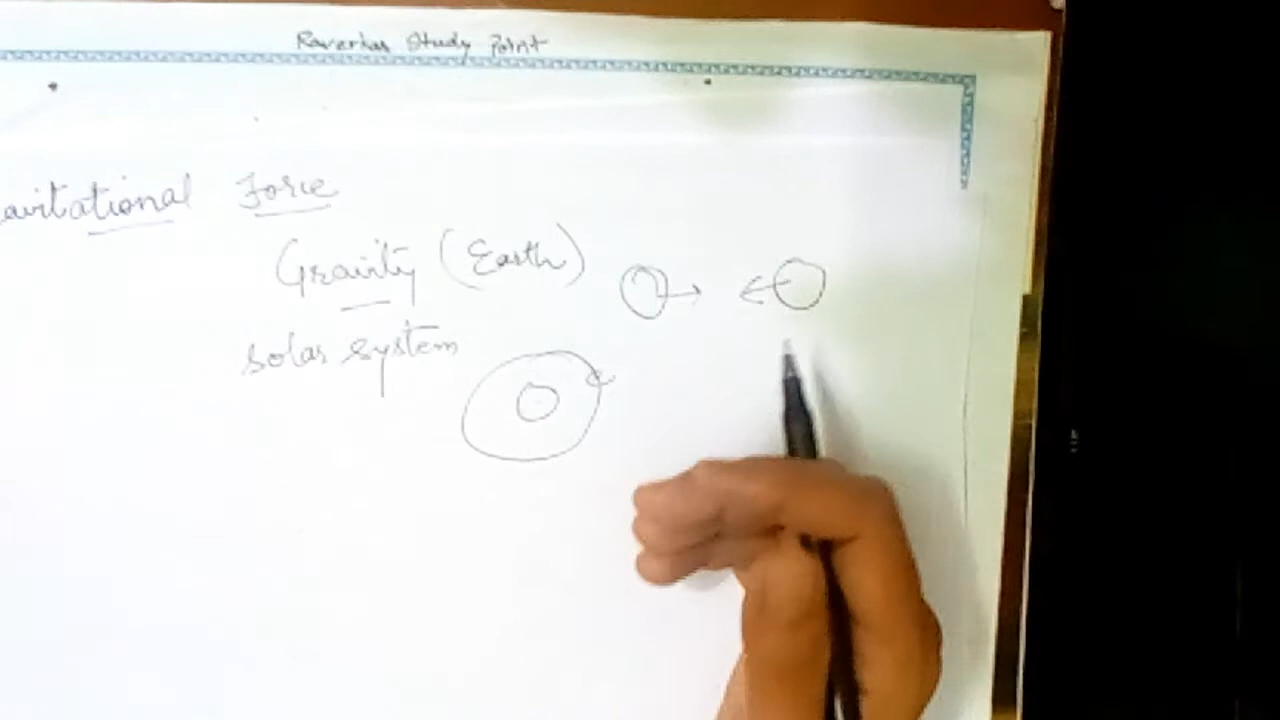 Study Point
avitational Force
Gravity (Earth)
solar system